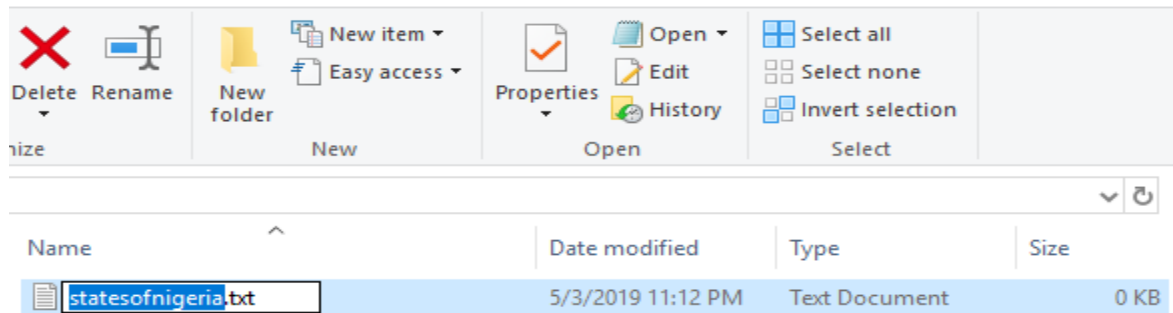 Delete
Rename
New folder
New item
Easy access
Properties
Open
Edit
History
Select all
Select none
Invert selection
nize
New
Open
Select
Name
Date modified
Type
Size
statesofnigeria.txt
5/3/2019 11:12 PM
Text Document
0 KB